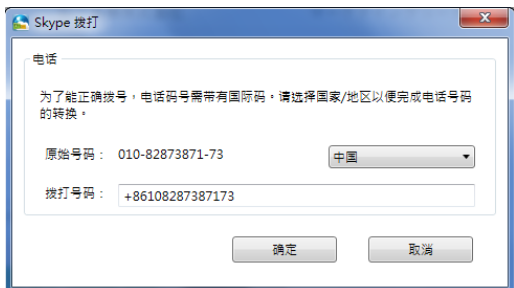 Skype 拨打
电话
为了能正确拨号，电话码号需带有国际码。请选择国家/地区以便完成电话号码
的转换。
原始号码： 010-82873871-73 中国
拨打号码： +86108287387173
确定 取消